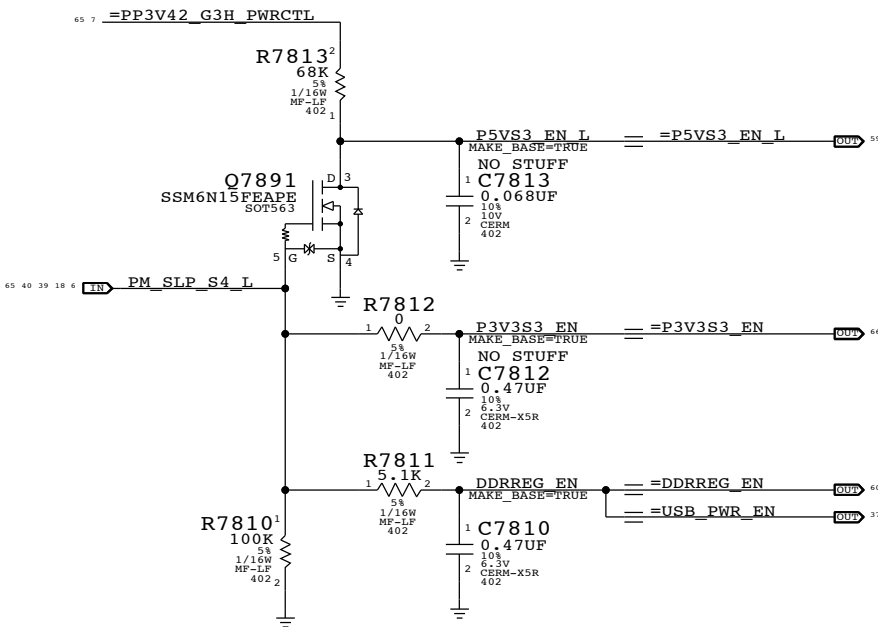 65 7 =PP3V42_G3H_PWRCTL
R7813 2
68K
5%
1/16W
MF-LF
402 1
P5VS3_EN_L =P5VS3_EN_L OUT 59
MAKE_BASE=TRUE
NO STUFF
1 C7813
0.068UF
10%
10V
2 CERM
402
Q7891 D 3
SSM6N15FEAPE
SOT563
5 G S 4
65 40 39 18 6 IN PM_SLP_S4_L
R7812
0
1 2
5%
1/16W
MF-LF
402
P3V3S3_EN =P3V3S3_EN OUT 66
MAKE_BASE=TRUE
NO STUFF
1 C7812
0.47UF
10%
6.3V
2 CERM-X5R
402
R7811
5.1K
1 2
5%
1/16W
MF-LF
402
DDRREG_EN =DDRREG_EN OUT 60
MAKE_BASE=TRUE
=USB_PWR_EN OUT 37
R7810 1
100K
5%
1/16W
MF-LF
402 2
1 C7810
0.47UF
10%
6.3V
2 CERM-X5R
402